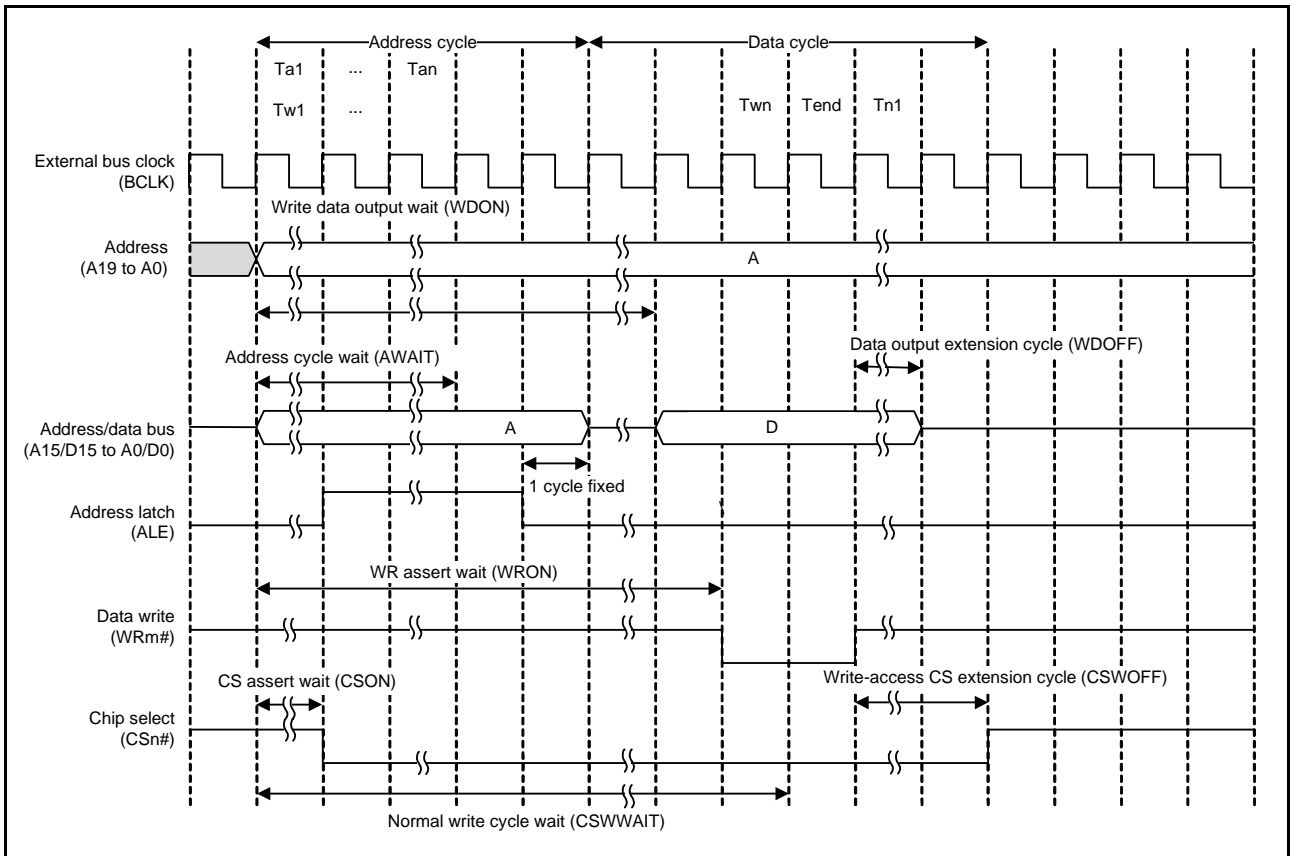 Address cycle
Data cycle
Ta1 ... Tan
Tw1 ... Twn Tend Tn1
External bus clock
(BCLK)
Write data output wait (WDON)
Address
(A19 to A0)
A
Data output extension cycle (WDOFF)
Address cycle wait (AWAIT)
Address/data bus
(A15/D15 to A0/D0)
A
D
1 cycle fixed
Address latch
(ALE)
WR assert wait (WRON)
Data write
(WRm#)
CS assert wait (CSON)
Write-access CS extension cycle (CSWOFF)
Chip select
(CSn#)
Normal write cycle wait (CSWWAIT)